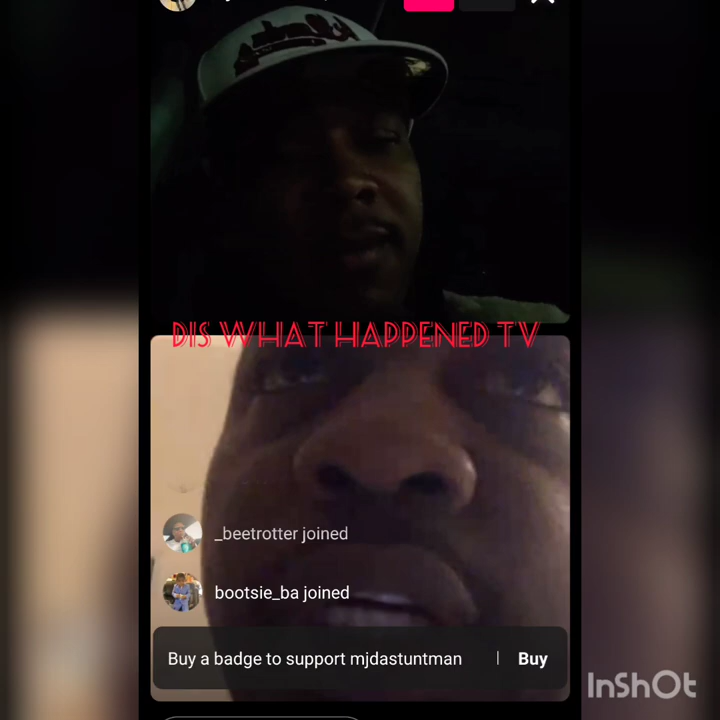 DIS WHAT HAPPENED TV
_beetrotter joined
bootsie_ba joined
Buy a badge to support mjdastuntman | Buy
InShOt